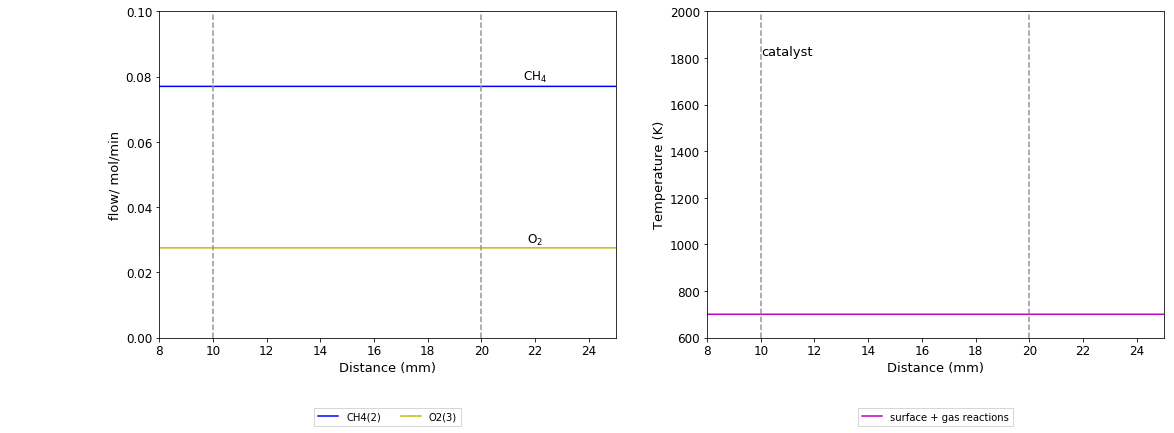 0.10
0.08
0.06
0.04
0.02
0.00
flow/ mol/min
CH₄
O₂
8 10 12 14 16 18 20 22 24
Distance (mm)
CH4(2) O2(3)
2000
1800
1600
1400
1200
1000
800
600
Temperature (K)
catalyst
8 10 12 14 16 18 20 22 24
Distance (mm)
surface + gas reactions